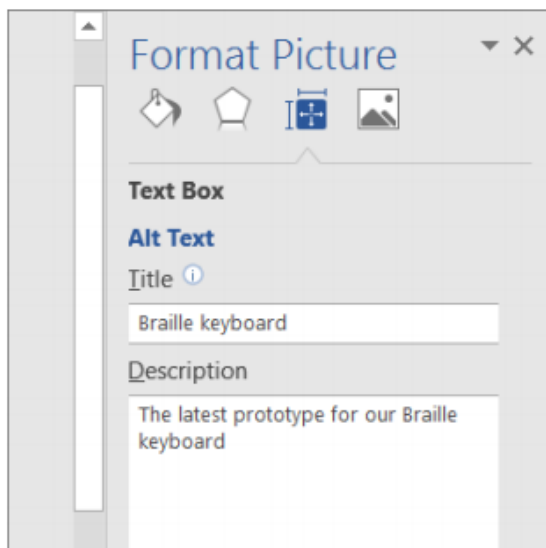 Format Picture
Text Box
Alt Text
Title
Braille keyboard
Description
The latest prototype for our Braille
keyboard